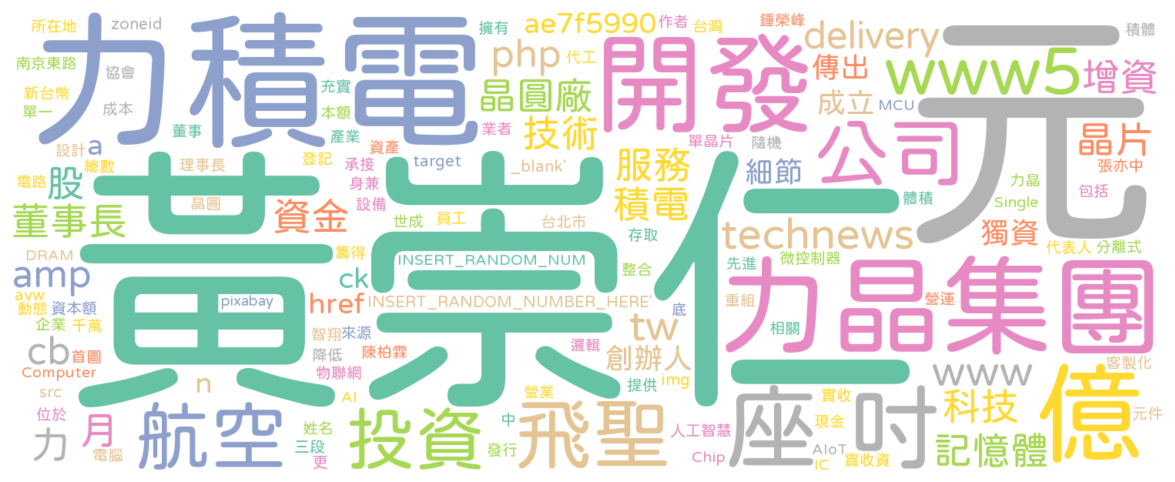 所在地 zoneid 力積電 擁有 ae7f5990 作者 台灣 鍾榮峰 delivery 元 積體
南京東路 協會 php 代工 開發 傳出 www5 增資
新台幣 成本 充實 晶圓廠 成立 MCU
單一 本額 技術 業者 公司 晶片
董事 產業 單晶片 隨機 張亦中
設計 a 總數 理事長 登記 資產 承接 target _blank' 服務 細節 力晶 包括
電路 股 身兼 設備 積電 體積 Single
董事長 晶圓 資金 世成 員工 台北市 存取 technews 獨資 代表人 分離式
DRAM 黃崇仁 籌得 INSERT_RANDOM_NUM 整合 先進 微控制器
amp ck 重組 力晶集團 營運
avw pixabay href INSERT_RANDOM_NUMBER_HERE' 底
動態 資本額 相關
企業 千萬 智翔 來源 tw
cb 首圖 降低 陳柏霖 邏輯 創辦人 www 客製化
Computer 物聯網 img
src n AI 營業 提供 實收 科技 億
位於 航空 姓名 投資 中 飛聖 人工智慧 座 現金 吋 元件
力 月 三段 發行 AIoT 記憶體
電腦 更 Chip IC 實收資